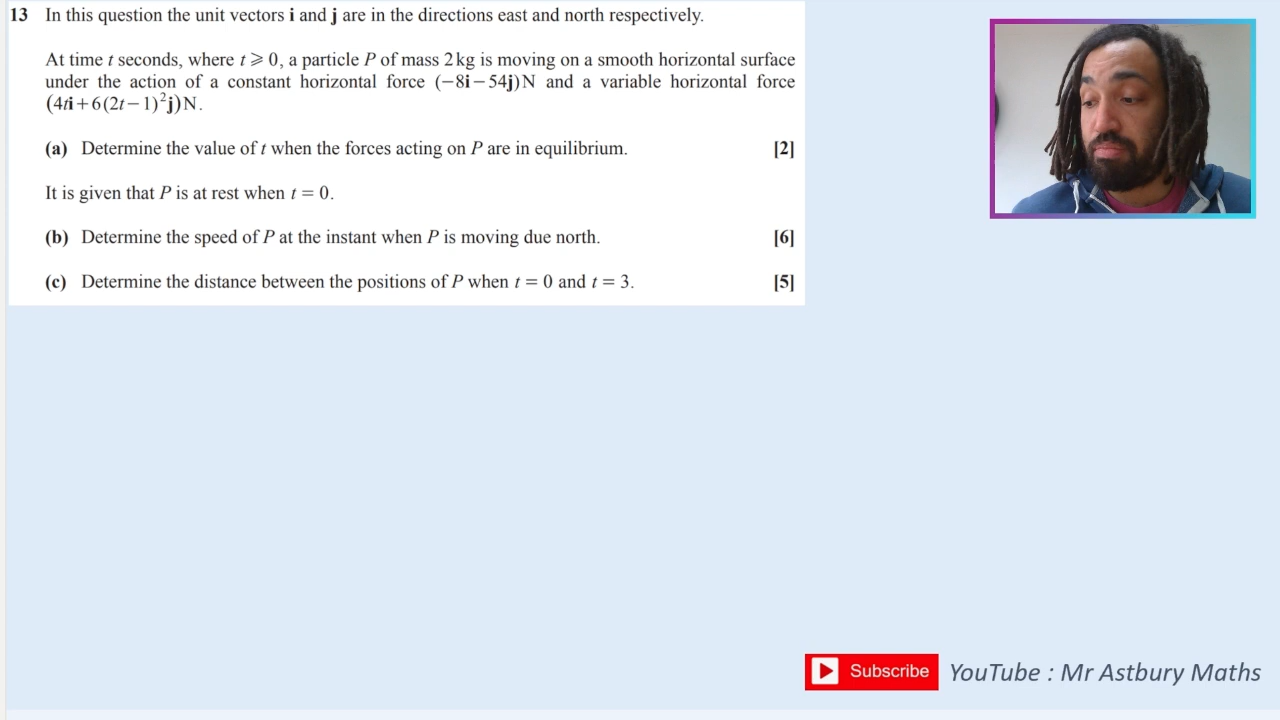 13 In this question the unit vectors i and j are in the directions east and north respectively.
At time t seconds, where t ⩾ 0, a particle P of mass 2 kg is moving on a smooth horizontal surface
under the action of a constant horizontal force (−8i − 54j) N and a variable horizontal force
(4ti + 6(2t − 1)²j) N.
(a) Determine the value of t when the forces acting on P are in equilibrium. [2]
It is given that P is at rest when t = 0.
(b) Determine the speed of P at the instant when P is moving due north. [6]
(c) Determine the distance between the positions of P when t = 0 and t = 3. [5]
Subscribe YouTube : Mr Astbury Maths